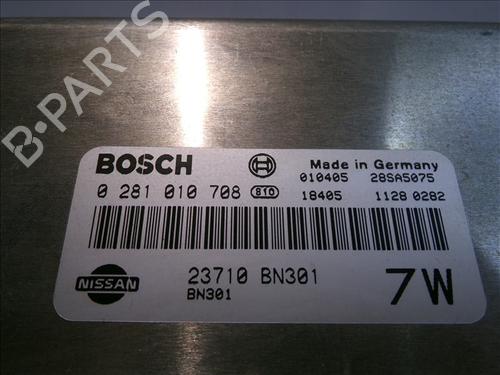 B-PARTS
BOSCH
Made in Germany
0 281 010 708 810
010405 28SA5075
18405 1128 0282
NISSAN
23710 BN301
BN301
7W